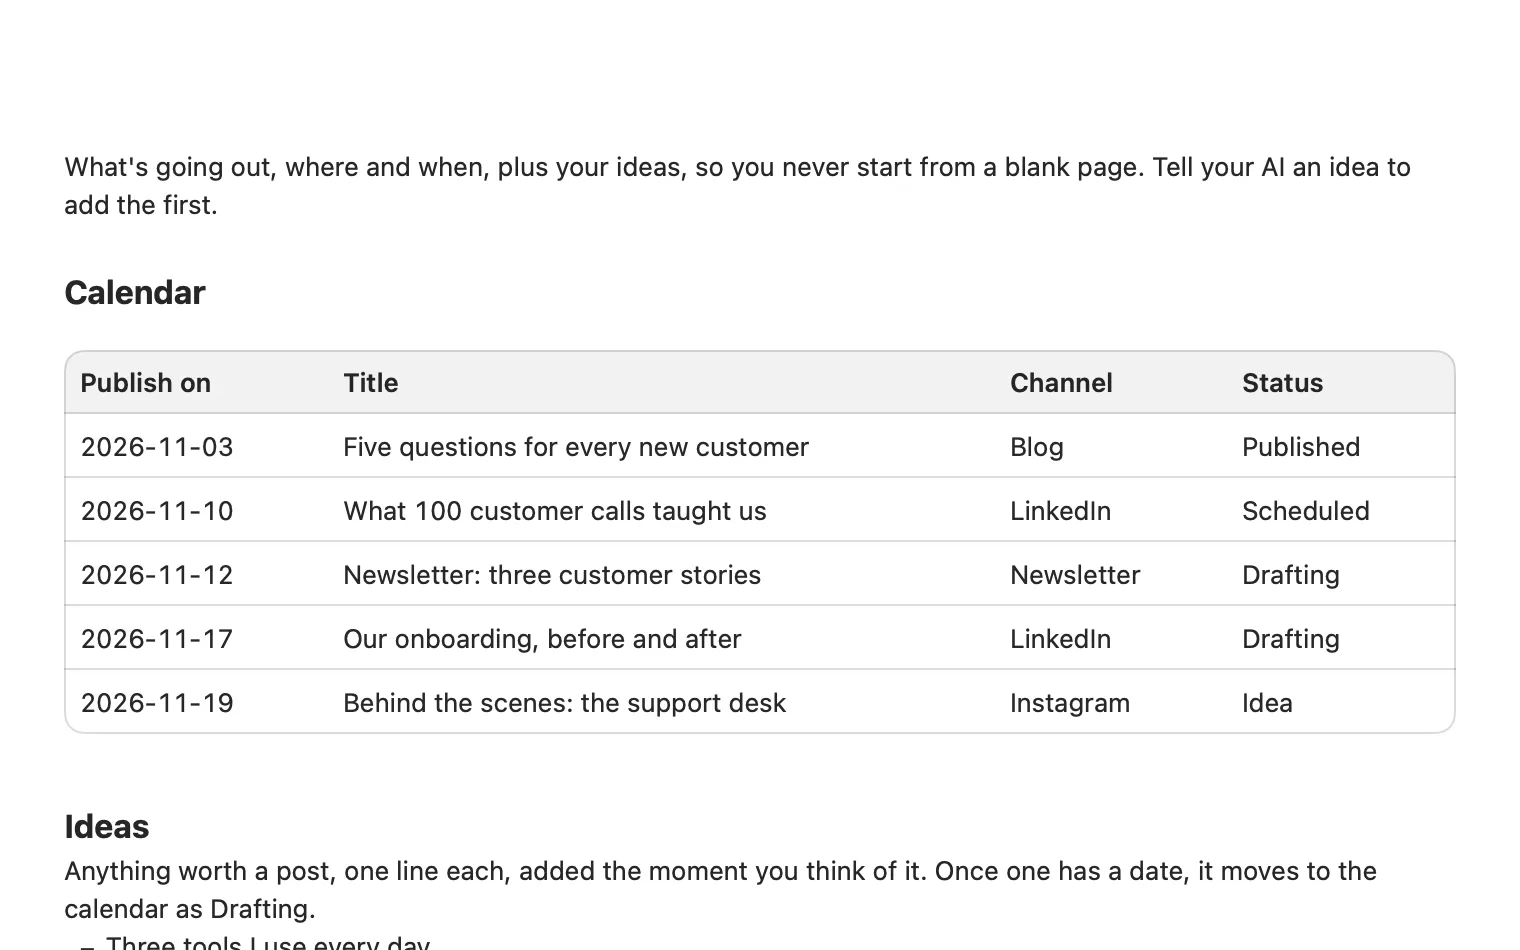 What's going out, where and when, plus your ideas, so you never start from a blank page. Tell your AI an idea to
add the first.
Calendar
Publish on Title Channel Status
2026-11-03 Five questions for every new customer Blog Published
2026-11-10 What 100 customer calls taught us LinkedIn Scheduled
2026-11-12 Newsletter: three customer stories Newsletter Drafting
2026-11-17 Our onboarding, before and after LinkedIn Drafting
2026-11-19 Behind the scenes: the support desk Instagram Idea
Ideas
Anything worth a post, one line each, added the moment you think of it. Once one has a date, it moves to the
calendar as Drafting.
– Three tools I use every day